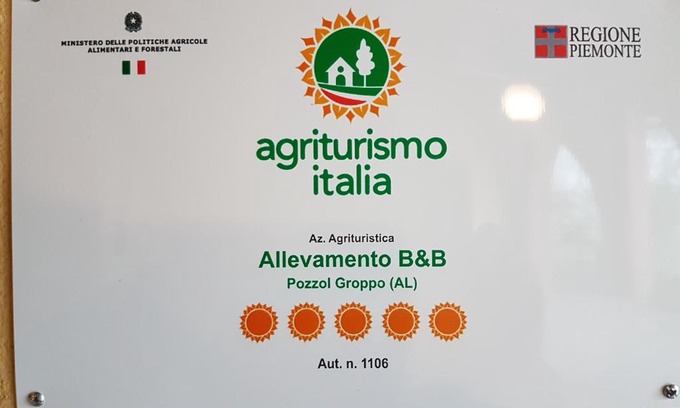 MINISTERO DELLE POLITICHE AGRICOLE
ALIMENTARI E FORESTALI
REGIONE
PIEMONTE
agriturismo
italia
Az. Agrituristica
Allevamento B&B
Pozzol Groppo (AL)
Aut. n. 1106